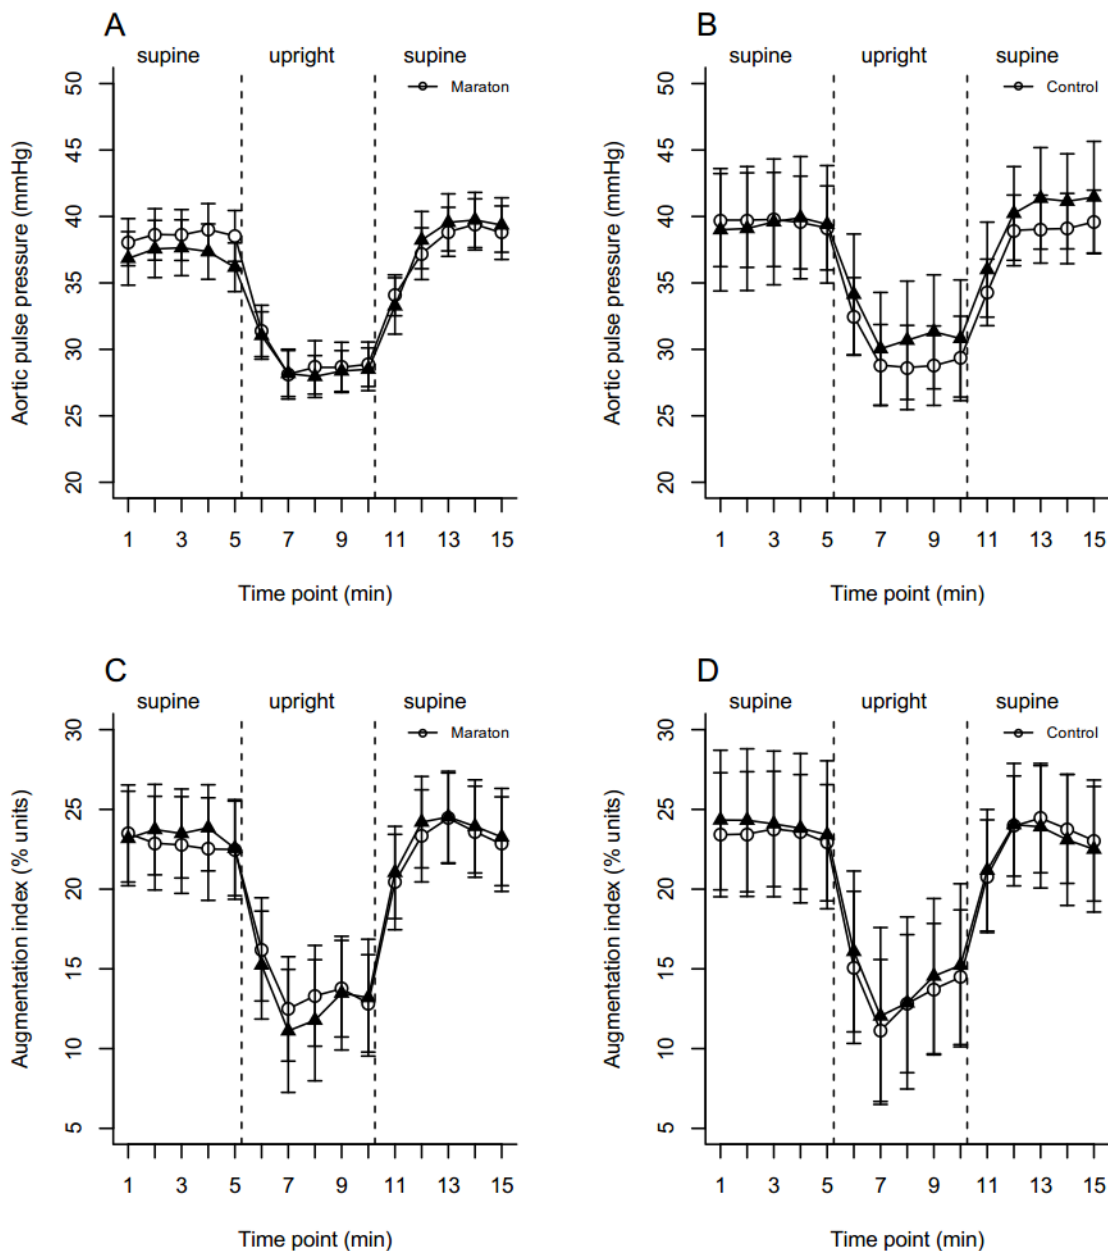 A
supine upright supine
Maraton
Aortic pulse pressure (mmHg)
50
45
40
35
30
25
20
1 3 5 7 9 11 13 15
Time point (min)
B
supine upright supine
Control
Aortic pulse pressure (mmHg)
50
45
40
35
30
25
20
1 3 5 7 9 11 13 15
Time point (min)
C
supine upright supine
Maraton
Augmentation index (% units)
30
25
20
15
10
5
1 3 5 7 9 11 13 15
Time point (min)
D
supine upright supine
Control
Augmentation index (% units)
30
25
20
15
10
5
1 3 5 7 9 11 13 15
Time point (min)